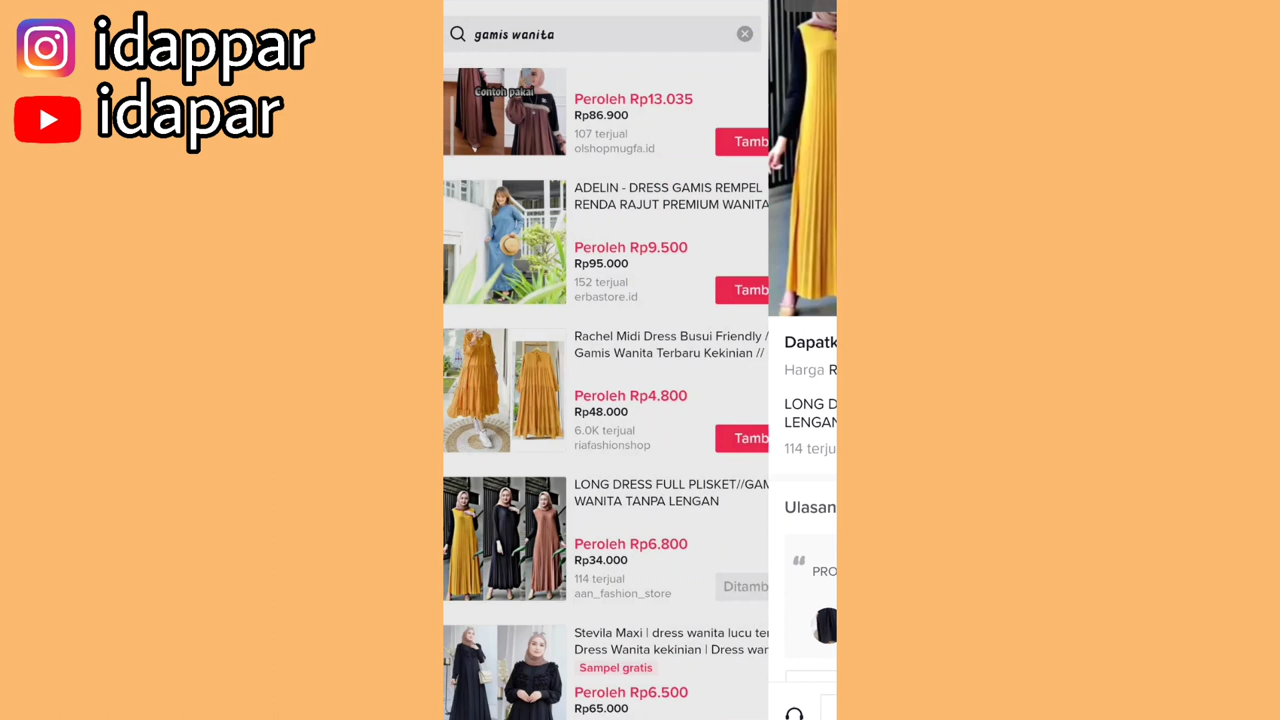 idappar
idapar
gamis wanita
Contoh pakai
Peroleh Rp13.035
Rp86.900
107 terjual
olshopmugfa.id
Tamb
ADELIN - DRESS GAMIS REMPEL
RENDA RAJUT PREMIUM WANITA
Peroleh Rp9.500
Rp95.000
152 terjual
erbastore.id
Tamb
Rachel Midi Dress Busui Friendly /
Gamis Wanita Terbaru Kekinian //
Peroleh Rp4.800
Rp48.000
6.0K terjual
riafashionshop
Tamb
LONG DRESS FULL PLISKET//GAM
WANITA TANPA LENGAN
Peroleh Rp6.800
Rp34.000
114 terjual
aan_fashion_store
Ditamb
Stevila Maxi | dress wanita lucu ter
Dress Wanita kekinian | Dress wan
Sampel gratis
Peroleh Rp6.500
Rp65.000
Dapatk
Harga R
LONG D
LENGAN
114 terju
Ulasan
PRO